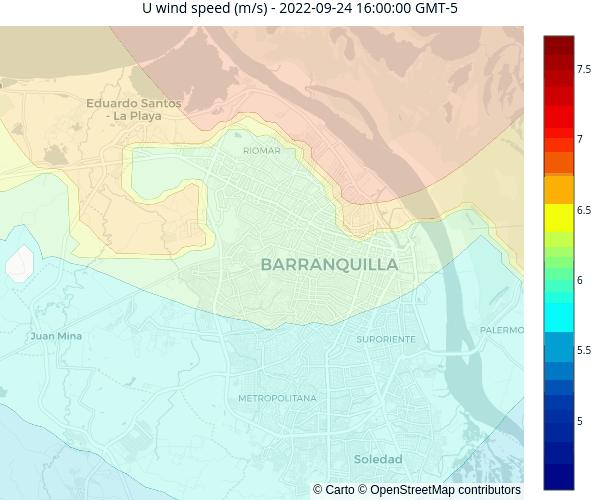 U wind speed (m/s) - 2022-09-24 16:00:00 GMT-5
Eduardo Santos
- La Playa
RIOMAR
BARRANQUILLA
Juan Mina
SURORIENTE
PALERMO
METROPOLITANA
Soledad
7.5
7
6.5
6
5.5
5
© Carto © OpenStreetMap contributors